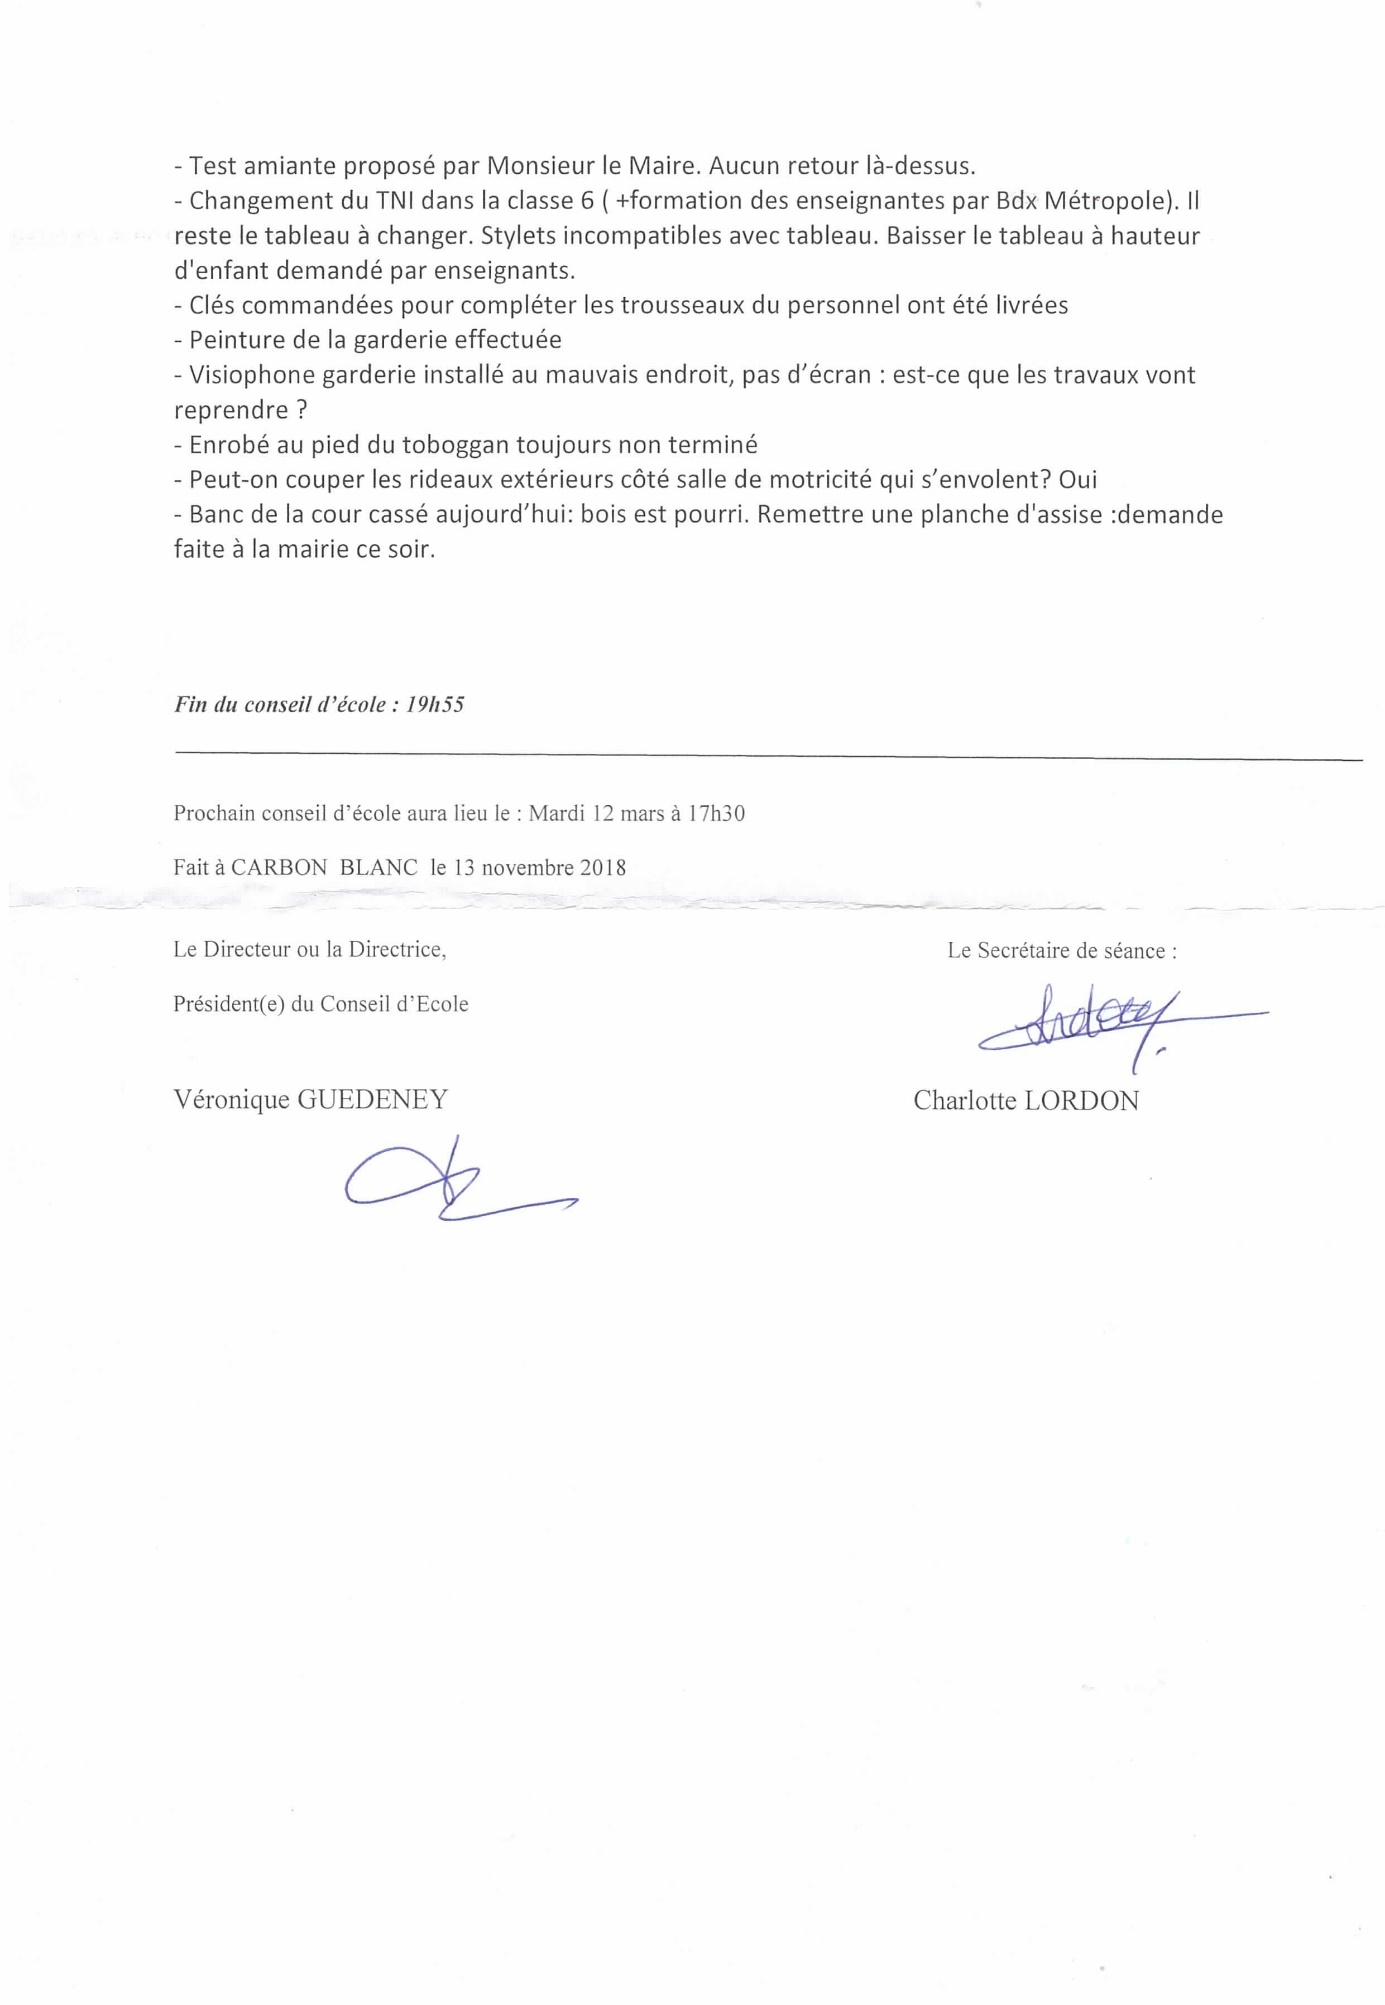 - Test amiante proposé par Monsieur le Maire. Aucun retour là-dessus.
- Changement du TNI dans la classe 6 ( +formation des enseignantes par Bdx Métropole). Il
reste le tableau à changer. Stylets incompatibles avec tableau. Baisser le tableau à hauteur
d'enfant demandé par enseignants.
- Clés commandées pour compléter les trousseaux du personnel ont été livrées
- Peinture de la garderie effectuée
- Visiophone garderie installé au mauvais endroit, pas d’écran : est-ce que les travaux vont
reprendre ?
- Enrobé au pied du toboggan toujours non terminé
- Peut-on couper les rideaux extérieurs côté salle de motricité qui s’envolent? Oui
- Banc de la cour cassé aujourd’hui: bois est pourri. Remettre une planche d'assise :demande
faite à la mairie ce soir.
Fin du conseil d’école : 19h55
Prochain conseil d’école aura lieu le : Mardi 12 mars à 17h30
Fait à CARBON BLANC le 13 novembre 2018
Le Directeur ou la Directrice,
Le Secrétaire de séance :
Président(e) du Conseil d’Ecole
Véronique GUEDENEY
Charlotte LORDON